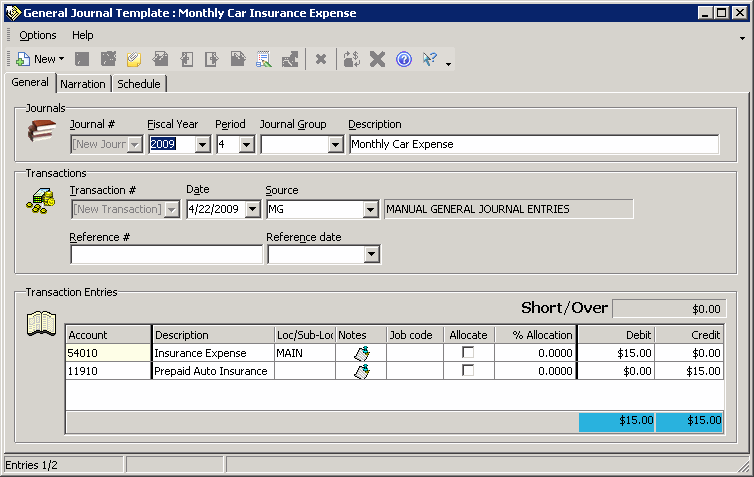 General Journal Template : Monthly Car Insurance Expense
Options Help
New
General Narration Schedule
Journals
Journal # Fiscal Year Period Journal Group Description
[New Journ 2009 4 Monthly Car Expense
Transactions
Transaction # Date Source
[New Transaction] 4/22/2009 MG MANUAL GENERAL JOURNAL ENTRIES
Reference # Reference date
Transaction Entries
Short/Over $0.00
Account Description Loc/Sub-Loc Notes Job code Allocate % Allocation Debit Credit
54010 Insurance Expense MAIN 0.0000 $15.00 $0.00
11910 Prepaid Auto Insurance 0.0000 $0.00 $15.00
$15.00 $15.00
Entries 1/2